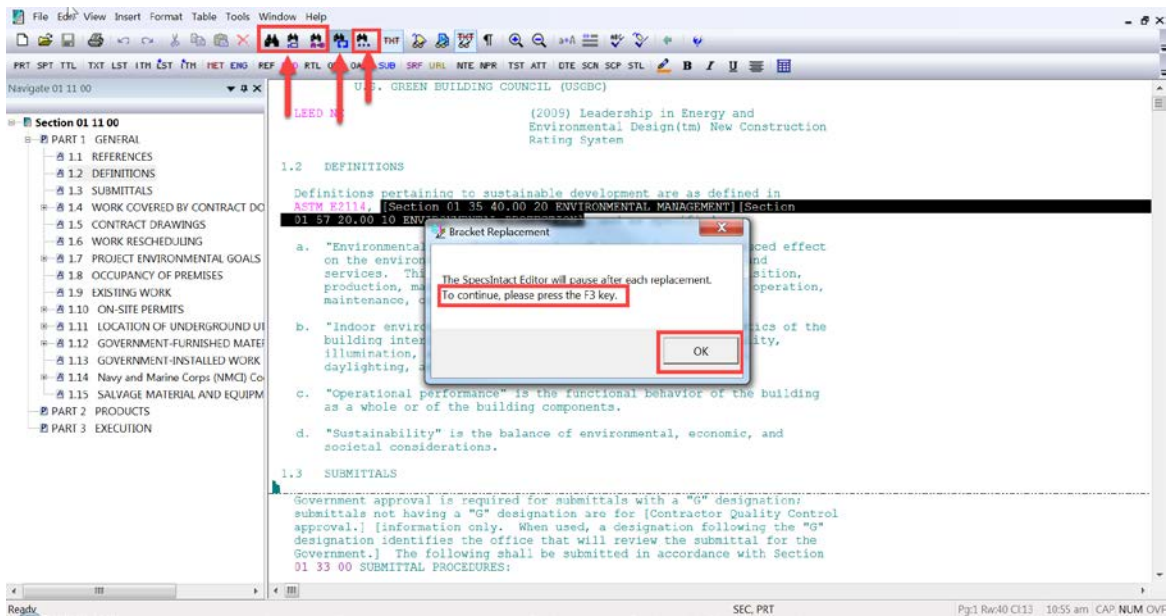 File Edit View Insert Format Table Tools Window Help
THT
PRT SPT TTL TXT LST ITM LST ITM MET ENG REF RTL SUB SRF URL NTE NPR TST ATT DTE SCN SCP STL B I U
Navigate 01 11 00
Section 01 11 00
PART 1 GENERAL
1.1 REFERENCES
1.2 DEFINITIONS
1.3 SUBMITTALS
1.4 WORK COVERED BY CONTRACT DO
1.5 CONTRACT DRAWINGS
1.6 WORK RESCHEDULING
1.7 PROJECT ENVIRONMENTAL GOALS
1.8 OCCUPANCY OF PREMISES
1.9 EXISTING WORK
1.10 ON-SITE PERMITS
1.11 LOCATION OF UNDERGROUND UT
1.12 GOVERNMENT-FURNISHED MATE
1.13 GOVERNMENT-INSTALLED WORK
1.14 Navy and Marine Corps (NMCI) Co
1.15 SALVAGE MATERIAL AND EQUIPM
PART 2 PRODUCTS
PART 3 EXECUTION
U.S. GREEN BUILDING COUNCIL (USGBC)
LEED (2009) Leadership in Energy and
Environmental Design(tm) New Construction
Rating System
1.2 DEFINITIONS
Definitions pertaining to sustainable development are as defined in
ASTM E2114, [Section 01 35 40.00 20 ENVIRONMENTAL MANAGEMENT][Section
01 57 20.00 10 ENVIRONMENTAL PROTECTION]
a. "Environmental ced effect
on the environ nd
services. Thi sition,
production, ma operation,
maintenance,
b. "Indoor enviro tics of the
building inter ity,
illumination,
daylighting, a
c. "Operational performance" is the functional behavior of the building
as a whole or of the building components.
d. "Sustainability" is the balance of environmental, economic, and
societal considerations.
1.3 SUBMITTALS
Government approval is required for submittals with a "G" designation;
submittals not having a "G" designation are for [Contractor Quality Control
approval.] [information only. When used, a designation following the "G"
designation identifies the office that will review the submittal for the
Government.] The following shall be submitted in accordance with Section
01 33 00 SUBMITTAL PROCEDURES:
Bracket Replacement
The SpecsIntact Editor will pause after each replacement.
To continue, please press the F3 key.
OK
Ready SEC, PRT Pg:1 Rw:40 Cl:13 10:55 am CAP NUM OVR